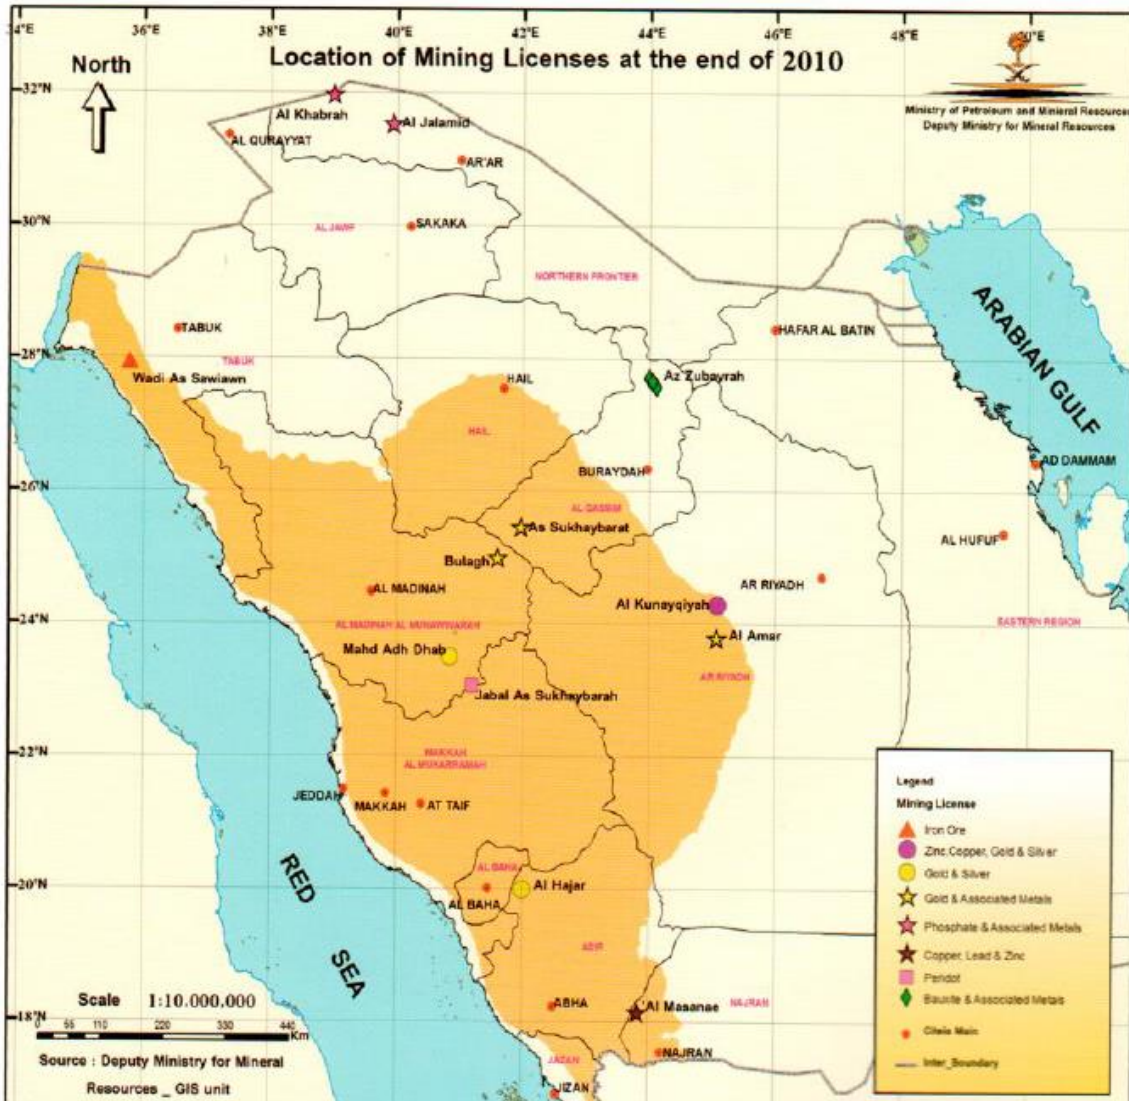 34°E
36°E
38°E
40°E
42°E
44°E
46°E
48°E
Location of Mining Licenses at the end of 2010
North
Ministry of Petroleum and Minieral Resources
Deputy Ministry for Mineral Resources
32°N
Al Khabrah
Al Jalamid
AL QURAYYAT
AR'AR
30°N
AL JAWF
SAKAKA
NORTHERN FRONTIER
TABUK
HAFAR AL BATIN
ARABIAN GULF
28°N
TABUK
Wadi As Sawiawn
HAIL
Az Zubayrah
HAIL
BURAYDAH
AD DAMMAM
26°N
AL QASSIM
As Sukhaybarat
AL HUFUF
Bulagh
AL MADINAH
AR RIYADH
Al Kunayqiyah
24°N
AL MADINAH AL MUNAWWARAH
EASTERN REGION
Mahd Adh Dhab
Al Amar
AR RIYADH
Jabal As Sukhaybarah
22°N
MAKKAH
AL MUKARRAMAH
JEDDAH
MAKKAH
AT TAIF
RED SEA
20°N
AL BAHA
AL BAHA
Al Hajar
ASIR
ABHA
Al Masanae
NAJRAN
18°N
NAJRAN
JAZAN
JIZAN
Legend
Mining License
Iron Ore
Zinc,Copper, Gold & Silver
Gold & Silver
Gold & Associated Metals
Phosphate & Associated Metals
Copper, Lead & Zinc
Peridot
Bauxite & Associated Metals
Inter_Boundary
Scale 1:10.000,000
0 55 110 220 330 440
Km
Source : Deputy Ministry for Mineral
Resources _ GIS unit